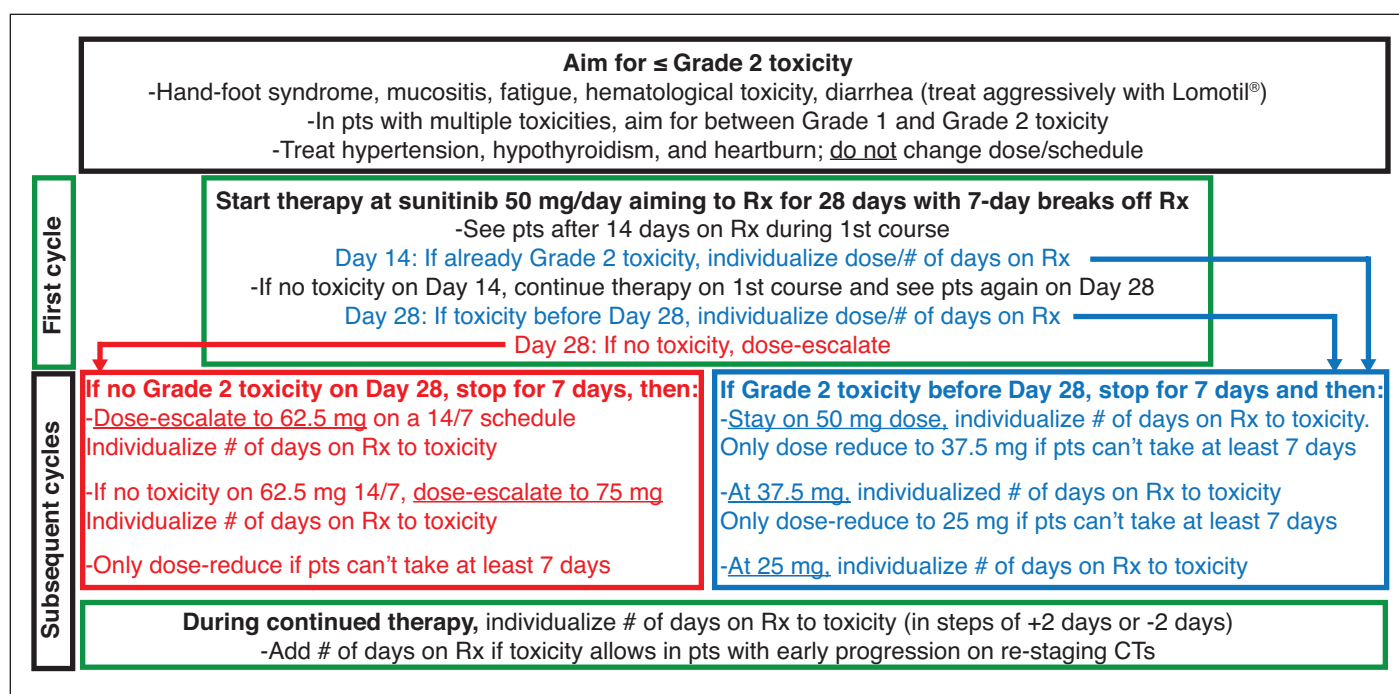 Aim for ≤ Grade 2 toxicity
-Hand-foot syndrome, mucositis, fatigue, hematological toxicity, diarrhea (treat aggressively with Lomotil®)
-In pts with multiple toxicities, aim for between Grade 1 and Grade 2 toxicity
-Treat hypertension, hypothyroidism, and heartburn; do not change dose/schedule
First cycle
Start therapy at sunitinib 50 mg/day aiming to Rx for 28 days with 7-day breaks off Rx
-See pts after 14 days on Rx during 1st course
Day 14: If already Grade 2 toxicity, individualize dose/# of days on Rx
-If no toxicity on Day 14, continue therapy on 1st course and see pts again on Day 28
Day 28: If toxicity before Day 28, individualize dose/# of days on Rx
Day 28: If no toxicity, dose-escalate
Subsequent cycles
If no Grade 2 toxicity on Day 28, stop for 7 days, then:
-Dose-escalate to 62.5 mg on a 14/7 schedule
Individualize # of days on Rx to toxicity
-If no toxicity on 62.5 mg 14/7, dose-escalate to 75 mg
Individualize # of days on Rx to toxicity
-Only dose-reduce if pts can't take at least 7 days
If Grade 2 toxicity before Day 28, stop for 7 days and then:
-Stay on 50 mg dose, individualize # of days on Rx to toxicity.
Only dose reduce to 37.5 mg if pts can't take at least 7 days
-At 37.5 mg, individualized # of days on Rx to toxicity
Only dose-reduce to 25 mg if pts can't take at least 7 days
-At 25 mg, individualize # of days on Rx to toxicity
During continued therapy, individualize # of days on Rx to toxicity (in steps of +2 days or -2 days)
-Add # of days on Rx if toxicity allows in pts with early progression on re-staging CTs